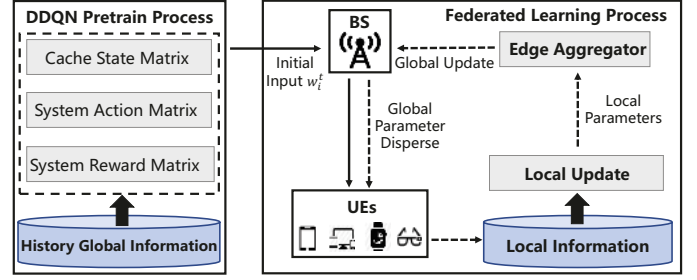 DDQN Pretrain Process
Cache State Matrix
System Action Matrix
System Reward Matrix
History Global Information
Initial
Input $w_i^t$
Federated Learning Process
BS
Global Update
Edge Aggregator
Global
Parameter
Disperse
Local
Parameters
Local Update
UEs
Local Information